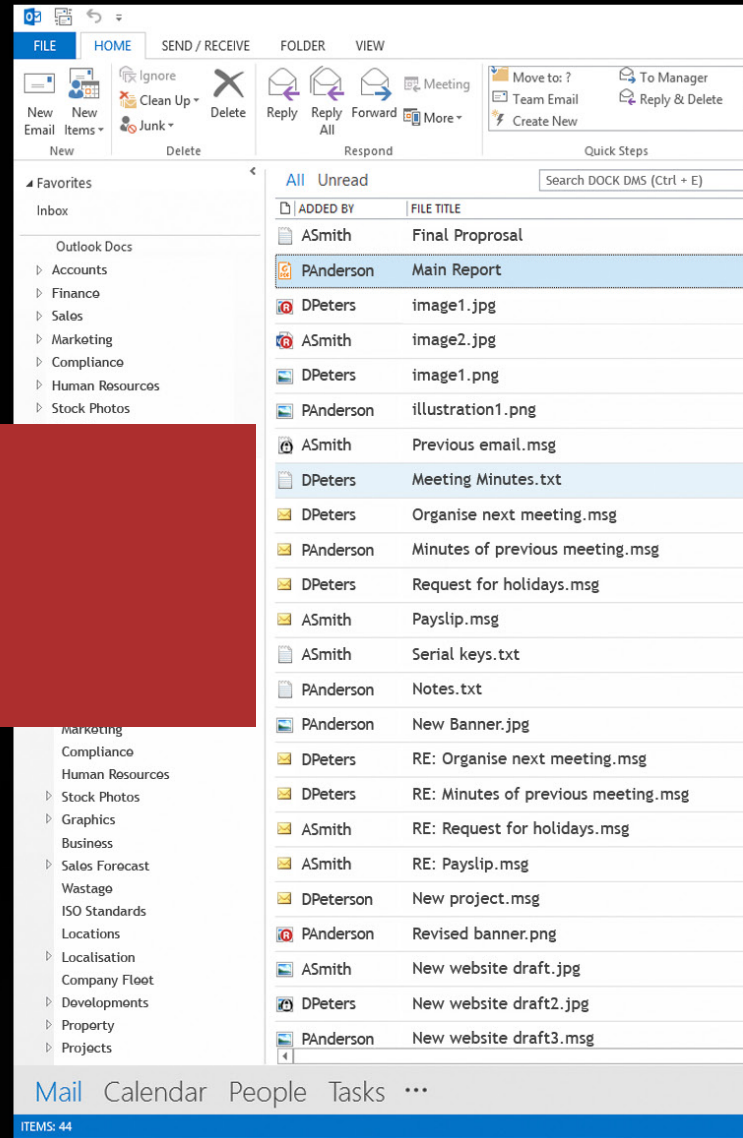 FILE HOME SEND / RECEIVE FOLDER VIEW
New Email
New Items
Ignore
Clean Up
Junk
Delete
Reply
Reply All
Forward
Meeting
More
Move to: ?
Team Email
Create New
To Manager
Reply & Delete
New Delete Respond Quick Steps
Favorites
Inbox
Outlook Docs
Accounts
Finance
Sales
Marketing
Compliance
Human Resources
Stock Photos
Marketing
Compliance
Human Resources
Stock Photos
Graphics
Business
Sales Forecast
Wastage
ISO Standards
Locations
Localisation
Company Fleet
Developments
Property
Projects
All Unread Search DOCK DMS (Ctrl + E)
ADDED BY FILE TITLE
ASmith Final Proprosal
PAnderson Main Report
DPeters image1.jpg
ASmith image2.jpg
DPeters image1.png
PAnderson illustration1.png
ASmith Previous email.msg
DPeters Meeting Minutes.txt
DPeters Organise next meeting.msg
PAnderson Minutes of previous meeting.msg
DPeters Request for holidays.msg
ASmith Payslip.msg
ASmith Serial keys.txt
PAnderson Notes.txt
PAnderson New Banner.jpg
DPeters RE: Organise next meeting.msg
DPeters RE: Minutes of previous meeting.msg
ASmith RE: Request for holidays.msg
ASmith RE: Payslip.msg
DPeterson New project.msg
PAnderson Revised banner.png
ASmith New website draft.jpg
DPeters New website draft2.jpg
PAnderson New website draft3.msg
Mail Calendar People Tasks •••
ITEMS: 44